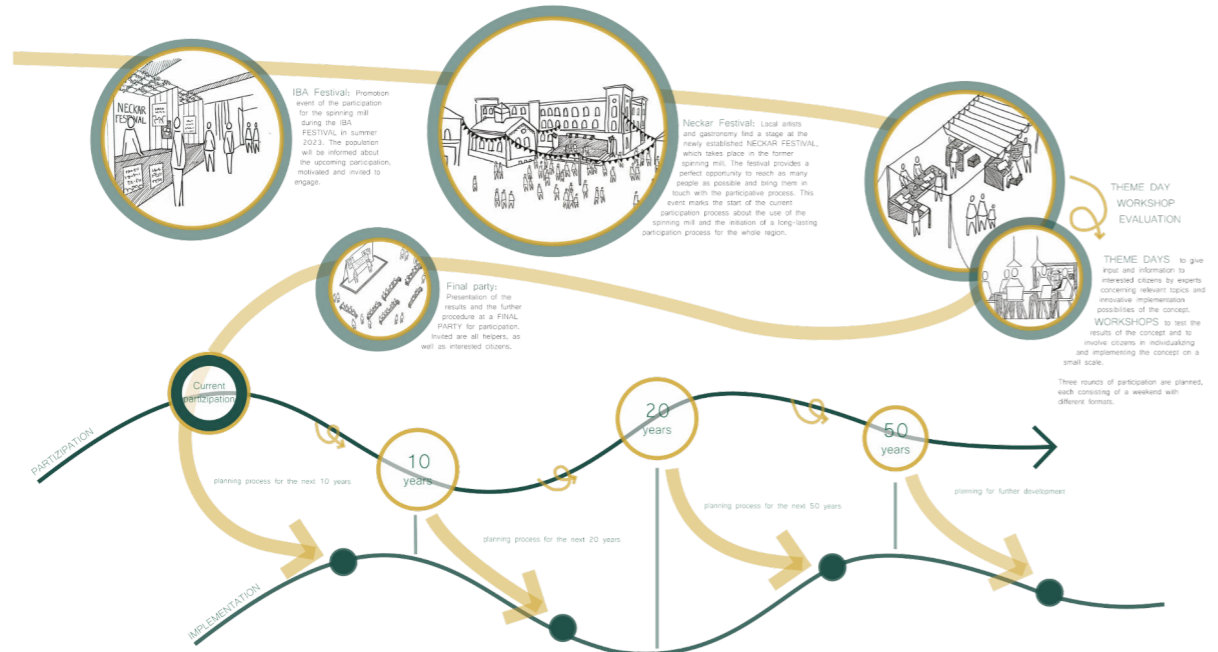 NECKAR
FESTIVAL
IBA Festival: Promotion
event of the participation
for the spinning mill
during the IBA
FESTIVAL in summer
2023. The population
will be informed about
the upcoming participation,
motivated and invited to
engage.
Neckar Festival: Local artists
and gastronomy find a stage at the
newly established NECKAR FESTIVAL,
which takes place in the former
spinning mill. The festival provides a
perfect opportunity to reach as many
people as possible and bring them in
touch with the participative process. This
event marks the start of the current
participation process about the use of the
spinning mill and the initiation of a long-lasting
participation process for the whole region.
THEME DAY
WORKSHOP
EVALUATION
THEME DAYS to give
input and information to
interested citizens by experts
concerning relevant topics and
innovative implementation
possibilities of the concept.
WORKSHOPS to test the
results of the concept and to
involve citizens in individualizing
and implementing the concept on a
small scale.
Three rounds of participation are planned,
each consisting of a weekend with
different formats.
Final party:
Presentation of the
results and the further
procedure at a FINAL
PARTY for participation.
Invited are all helpers, as
well as interested citizens.
Current
partizipation
PARTIZIPATION
10
years
20
years
50
years
planning process for the next 10 years
planning process for the next 20 years
planning process for the next 50 years
planning for further development
IMPLEMENTATION